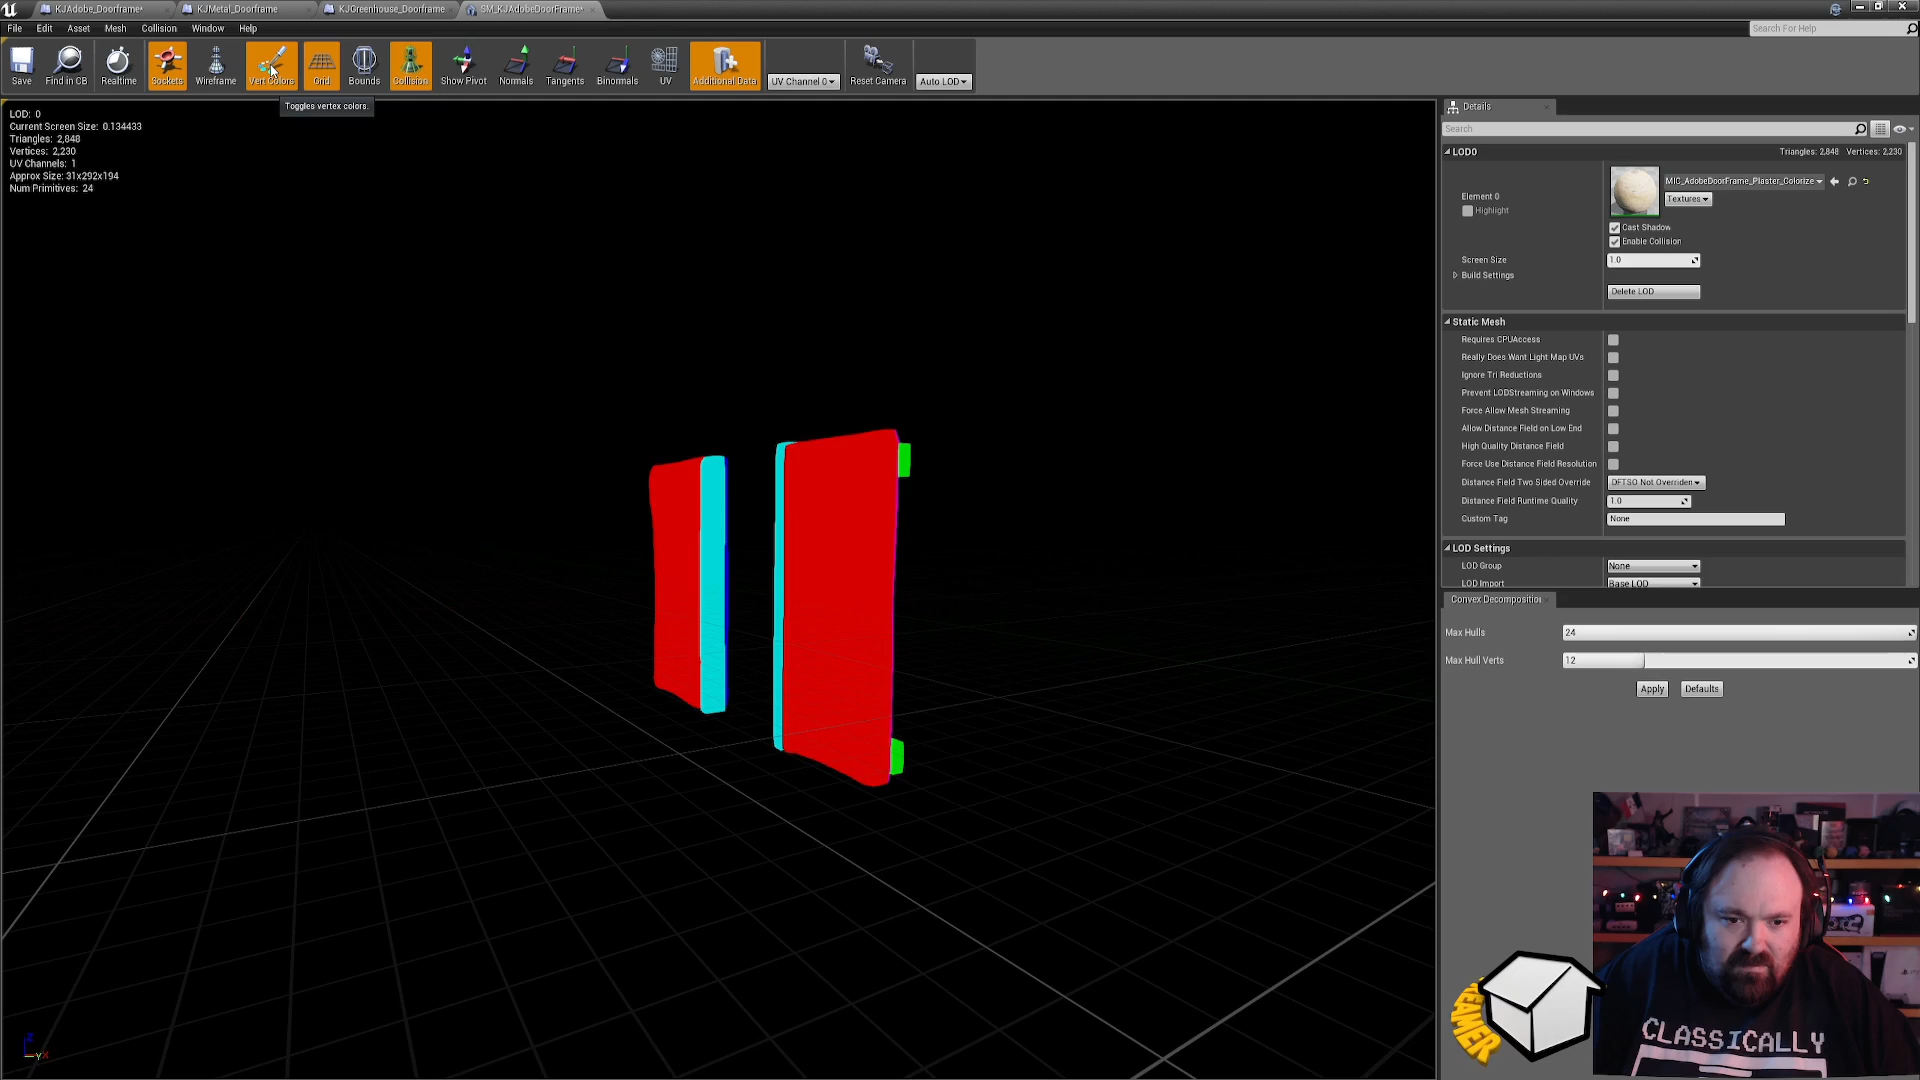 KJAdobe_Doorframe*
KJMetal_Doorframe
KJGreenhouse_Doorframe
SM_KJAdobeDoorFrame*
File Edit Asset Mesh Collision Window Help
Search For Help
Save
Find in CB
Realtime
Sockets
Wireframe
Vert Colors
Grid
Bounds
Collision
Show Pivot
Normals
Tangents
Binormals
UV
Additional Data
UV Channel 0
Reset Camera
Auto LOD
Toggles vertex colors.
LOD: 0
Current Screen Size: 0.134433
Triangles: 2,848
Vertices: 2,230
UV Channels: 1
Approx Size: 31x292x194
Num Primitives: 24
Details
Search
LOD0
Triangles: 2,848 Vertices: 2,230
Element 0
Highlight
MIC_AdobeDoorFrame_Plaster_Colorize
Textures
Cast Shadow
Enable Collision
Screen Size 1.0
Build Settings
Delete LOD
Static Mesh
Requires CPUAccess
Really Does Want Light Map UVs
Ignore Tri Reductions
Prevent LODStreaming on Windows
Force Allow Mesh Streaming
Allow Distance Field on Low End
High Quality Distance Field
Force Use Distance Field Resolution
Distance Field Two Sided Override DFTSO Not Overriden
Distance Field Runtime Quality 1.0
Custom Tag None
LOD Settings
LOD Group None
LOD Import Base LOD
Convex Decomposition
Max Hulls 24
Max Hull Verts 12
Apply Defaults
Z
Y X
CLASSICALLY